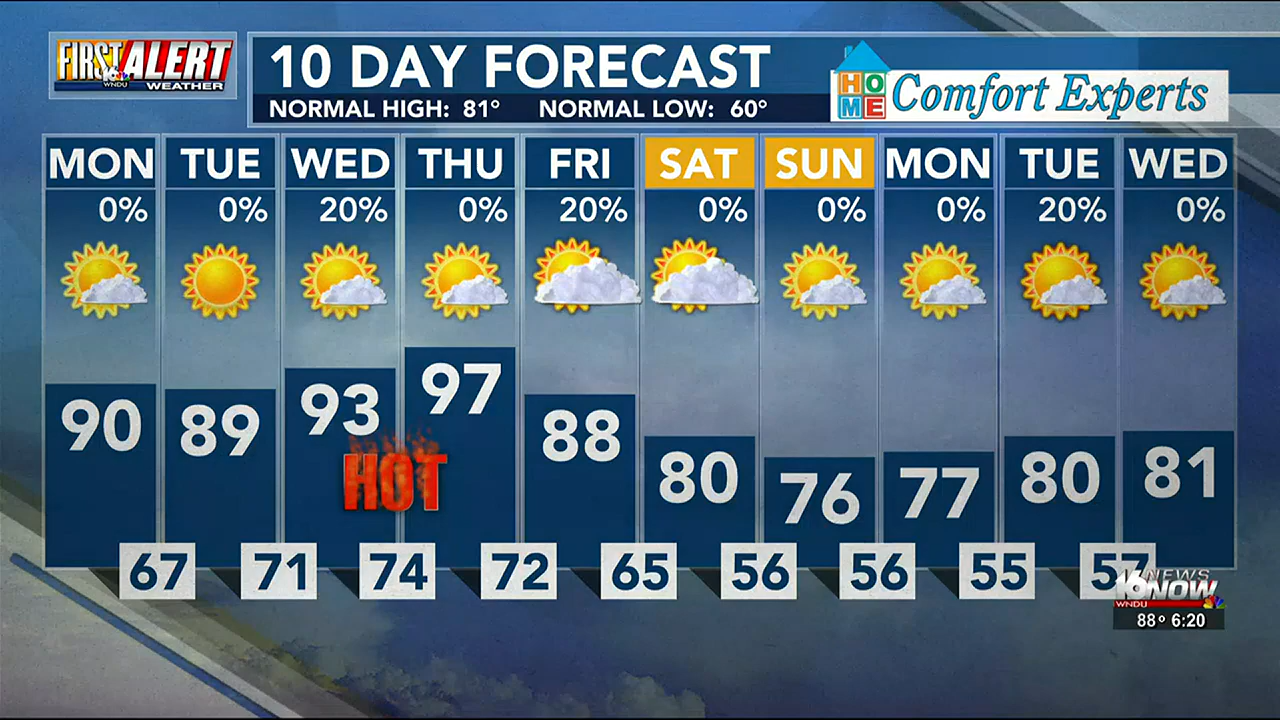 FIRST ALERT
16 WNDU
WEATHER
10 DAY FORECAST
NORMAL HIGH: 81° NORMAL LOW: 60°
HOME
Comfort Experts
MON TUE WED THU FRI SAT SUN MON TUE WED
0% 0% 20% 0% 20% 0% 0% 0% 20% 0%
90 89 93 97 88 80 76 77 80 81
HOT
67 71 74 72 65 56 56 55 57
16 NEWS
NOW
WNDU
88° 6:20